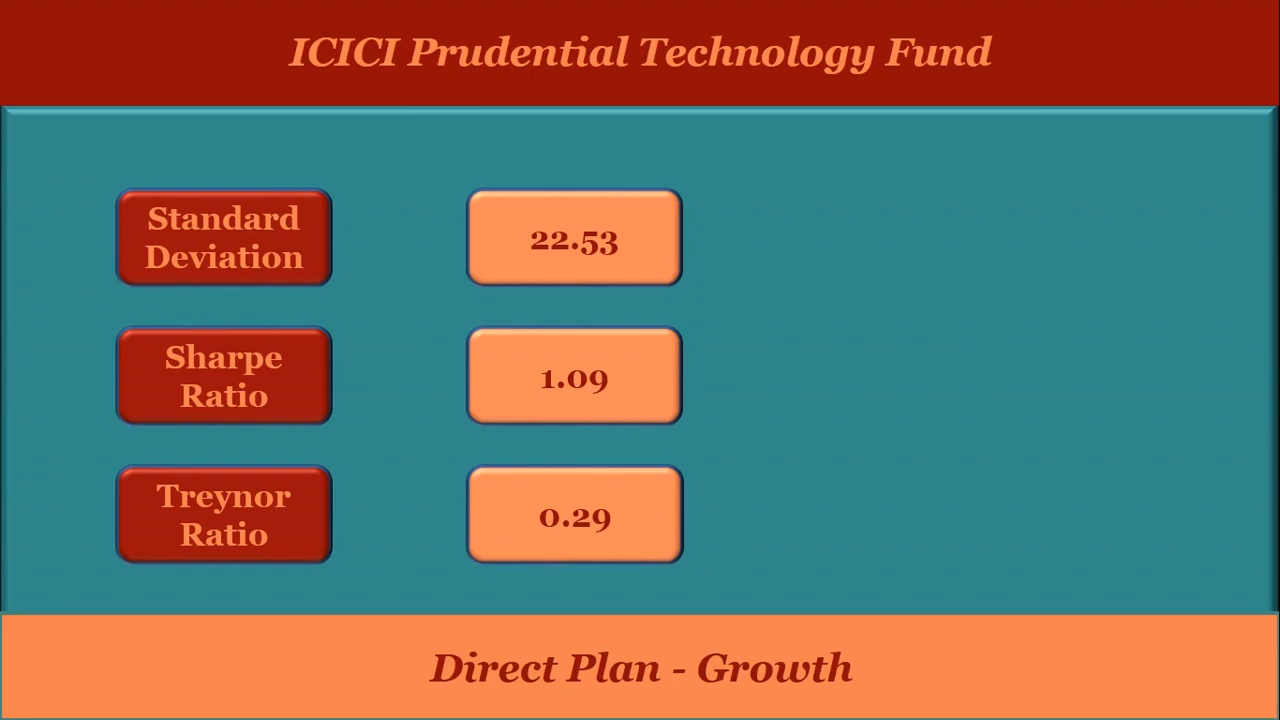 ICICI Prudential Technology Fund
Standard
Deviation
22.53
Sharpe
Ratio
1.09
Treynor
Ratio
0.29
Direct Plan - Growth